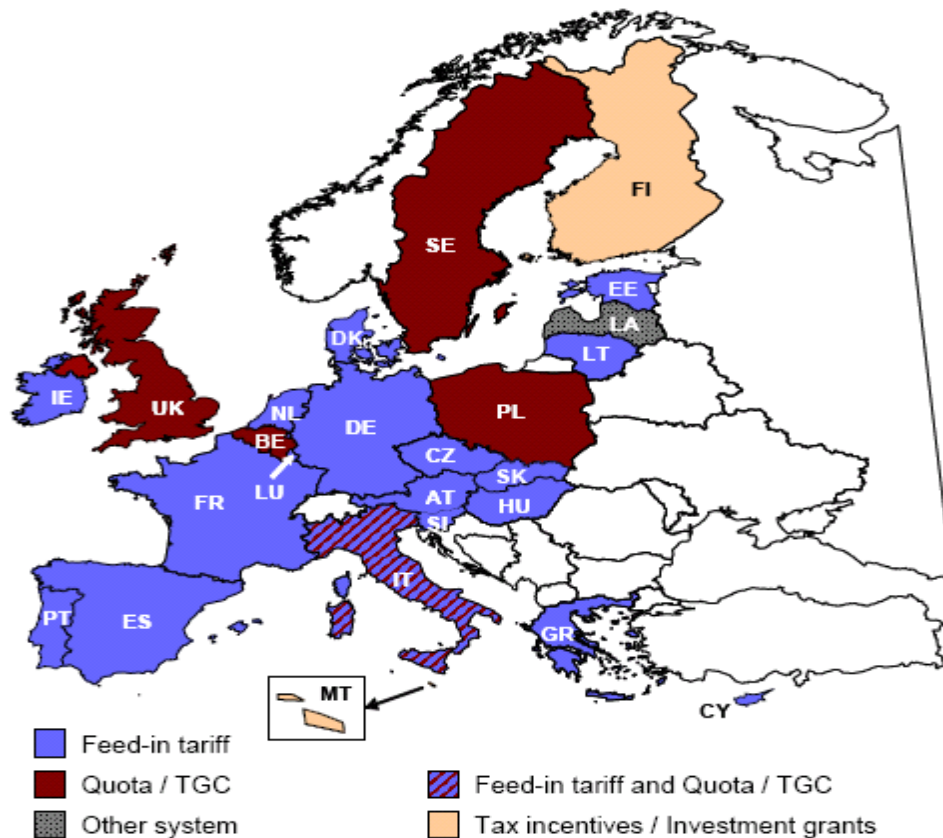 FI
SE
EE
LA
DK
LT
IE
UK
NL
PL
BE
DE
CZ
LU
SK
FR
AT
HU
SI
IT
PT
ES
GR
MT
CY
Feed-in tariff
Quota / TGC
Feed-in tariff and Quota / TGC
Other system
Tax incentives / Investment grants